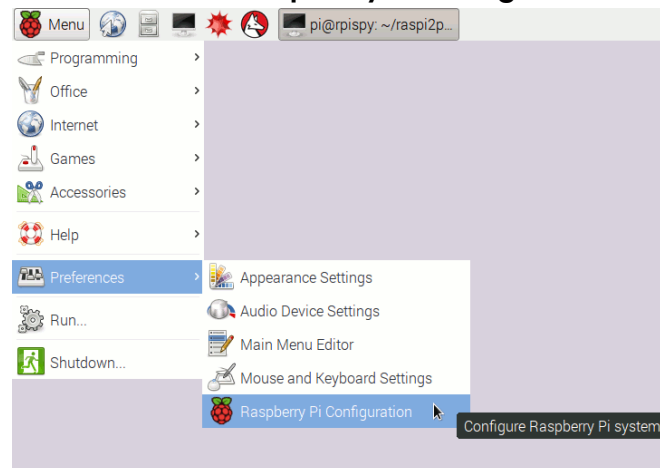 Menu
pi@rpispy: ~/raspi2p...
Programming
Office
Internet
Games
Accessories
Help
Preferences
Run...
Shutdown...
Appearance Settings
Audio Device Settings
Main Menu Editor
Mouse and Keyboard Settings
Raspberry Pi Configuration
Configure Raspberry Pi system